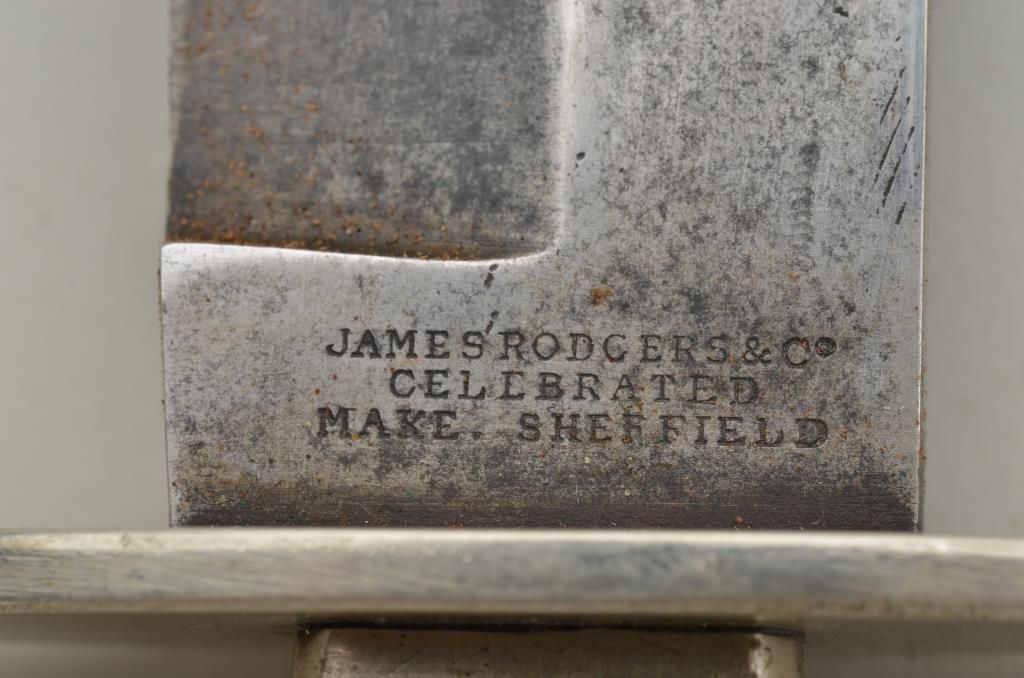 JAMES RODGERS & Co
CELEBRATED
MAKE. SHEFFIELD